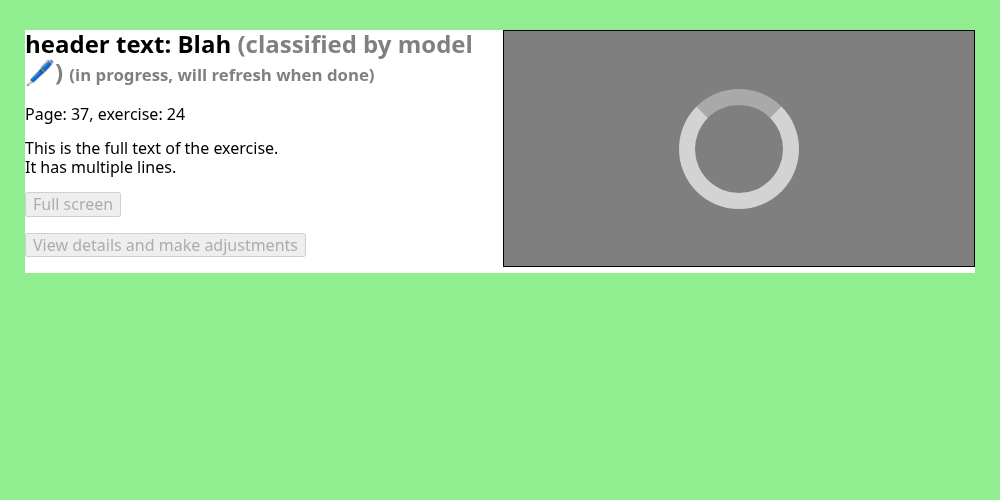 header text: Blah (classified by model
🖊️) (in progress, will refresh when done)
Page: 37, exercise: 24
This is the full text of the exercise.
It has multiple lines.
Full screen
View details and make adjustments